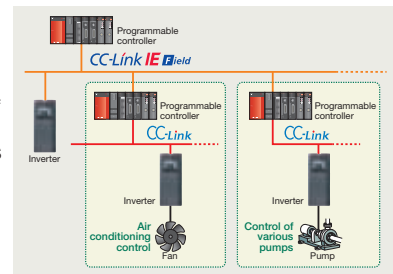 Programmable
controller
CC-Link IE Field
Programmable
controller
CC-Link
Programmable
controller
CC-Link
Inverter
Inverter
Inverter
Air
conditioning
control
Fan
Control of
various
pumps
Pump